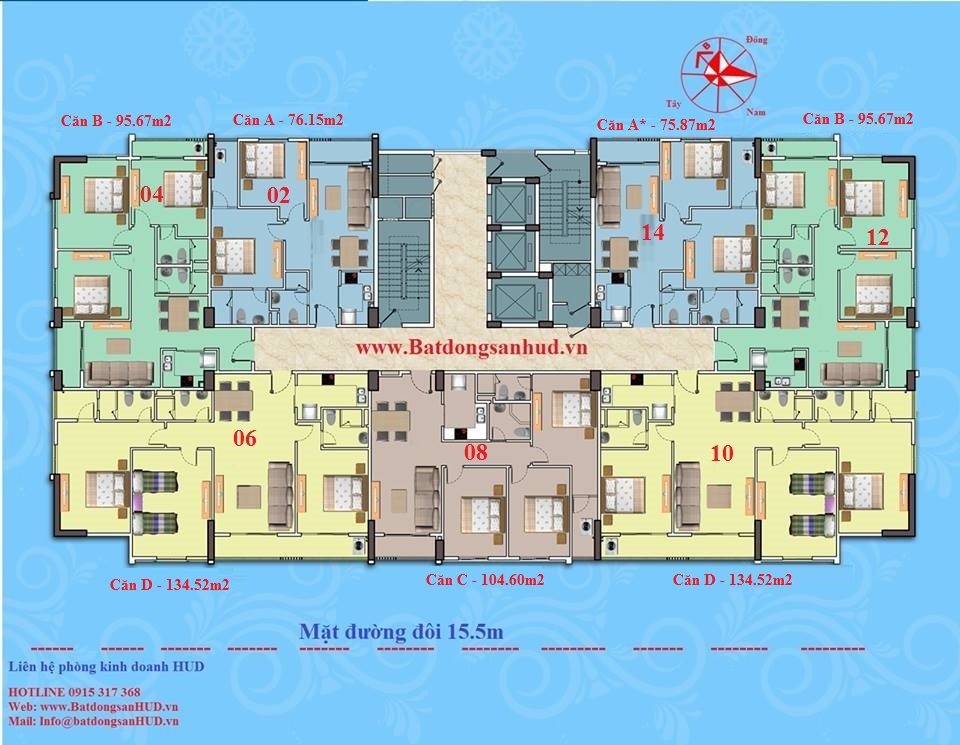 B
Đông
Tây
Nam
Căn B - 95.67m2
Căn A - 76.15m2
Căn A* - 75.87m2
Căn B - 95.67m2
04
02
14
12
www.Batdongsanhud.vn
06
08
10
Căn D - 134.52m2
Căn C - 104.60m2
Căn D - 134.52m2
Mặt đường đôi 15.5m
Liên hệ phòng kinh doanh HUD
HOTLINE 0915 317 368
Web: www.BatdongsanHUD.vn
Mail: Info@batdongsanHUD.vn